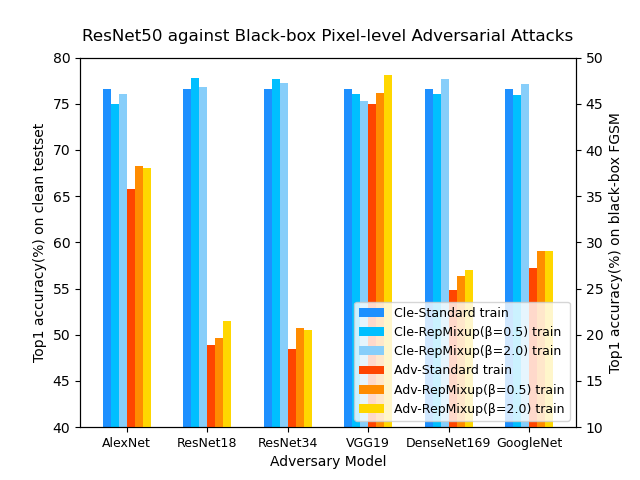 ResNet50 against Black-box Pixel-level Adversarial Attacks
80
75
70
65
60
55
50
45
40
Top1 accuracy(%) on clean testset
50
45
40
35
30
25
20
15
10
Top1 accuracy(%) on black-box FGSM
Cle-Standard train
Cle-RepMixup(β=0.5) train
Cle-RepMixup(β=2.0) train
Adv-Standard train
Adv-RepMixup(β=0.5) train
Adv-RepMixup(β=2.0) train
AlexNet ResNet18 ResNet34 VGG19 DenseNet169 GoogleNet
Adversary Model